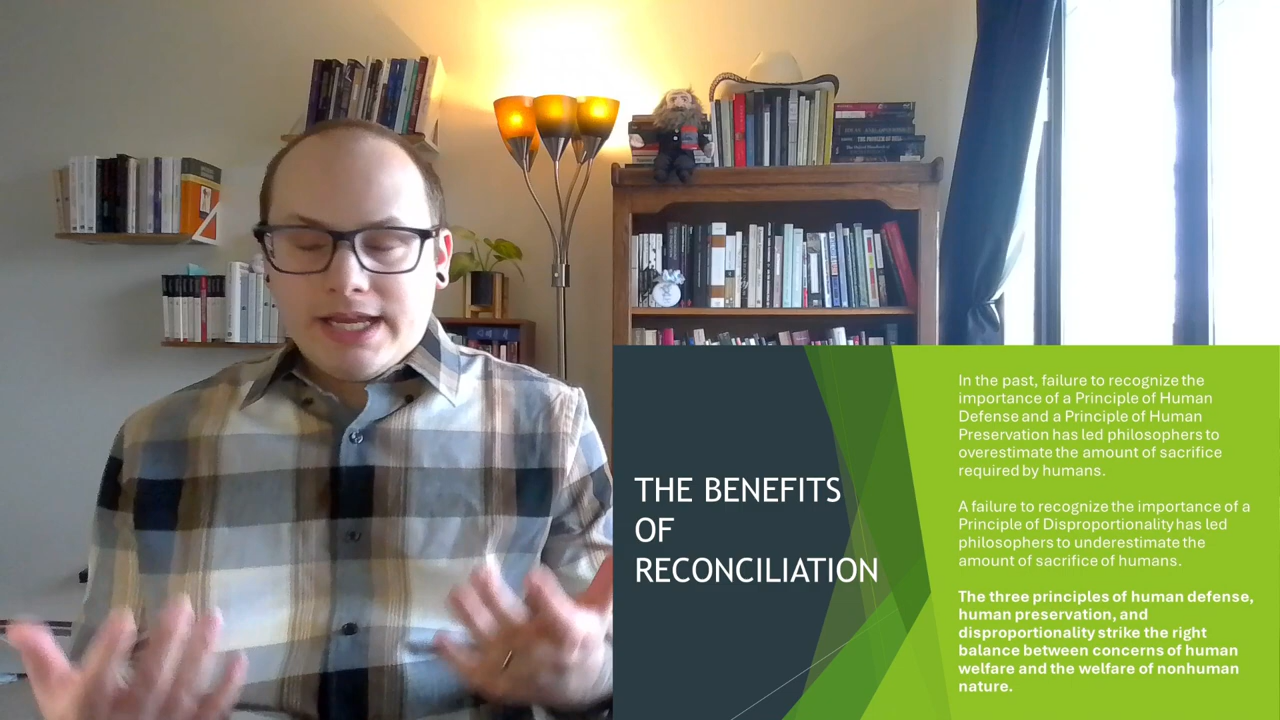 THE BENEFITS
OF
RECONCILIATION
In the past, failure to recognize the
importance of a Principle of Human
Defense and a Principle of Human
Preservation has led philosophers to
overestimate the amount of sacrifice
required by humans.
A failure to recognize the importance of a
Principle of Disproportionality has led
philosophers to underestimate the
amount of sacrifice of humans.
The three principles of human defense,
human preservation, and
disproportionality strike the right
balance between concerns of human
welfare and the welfare of nonhuman
nature.